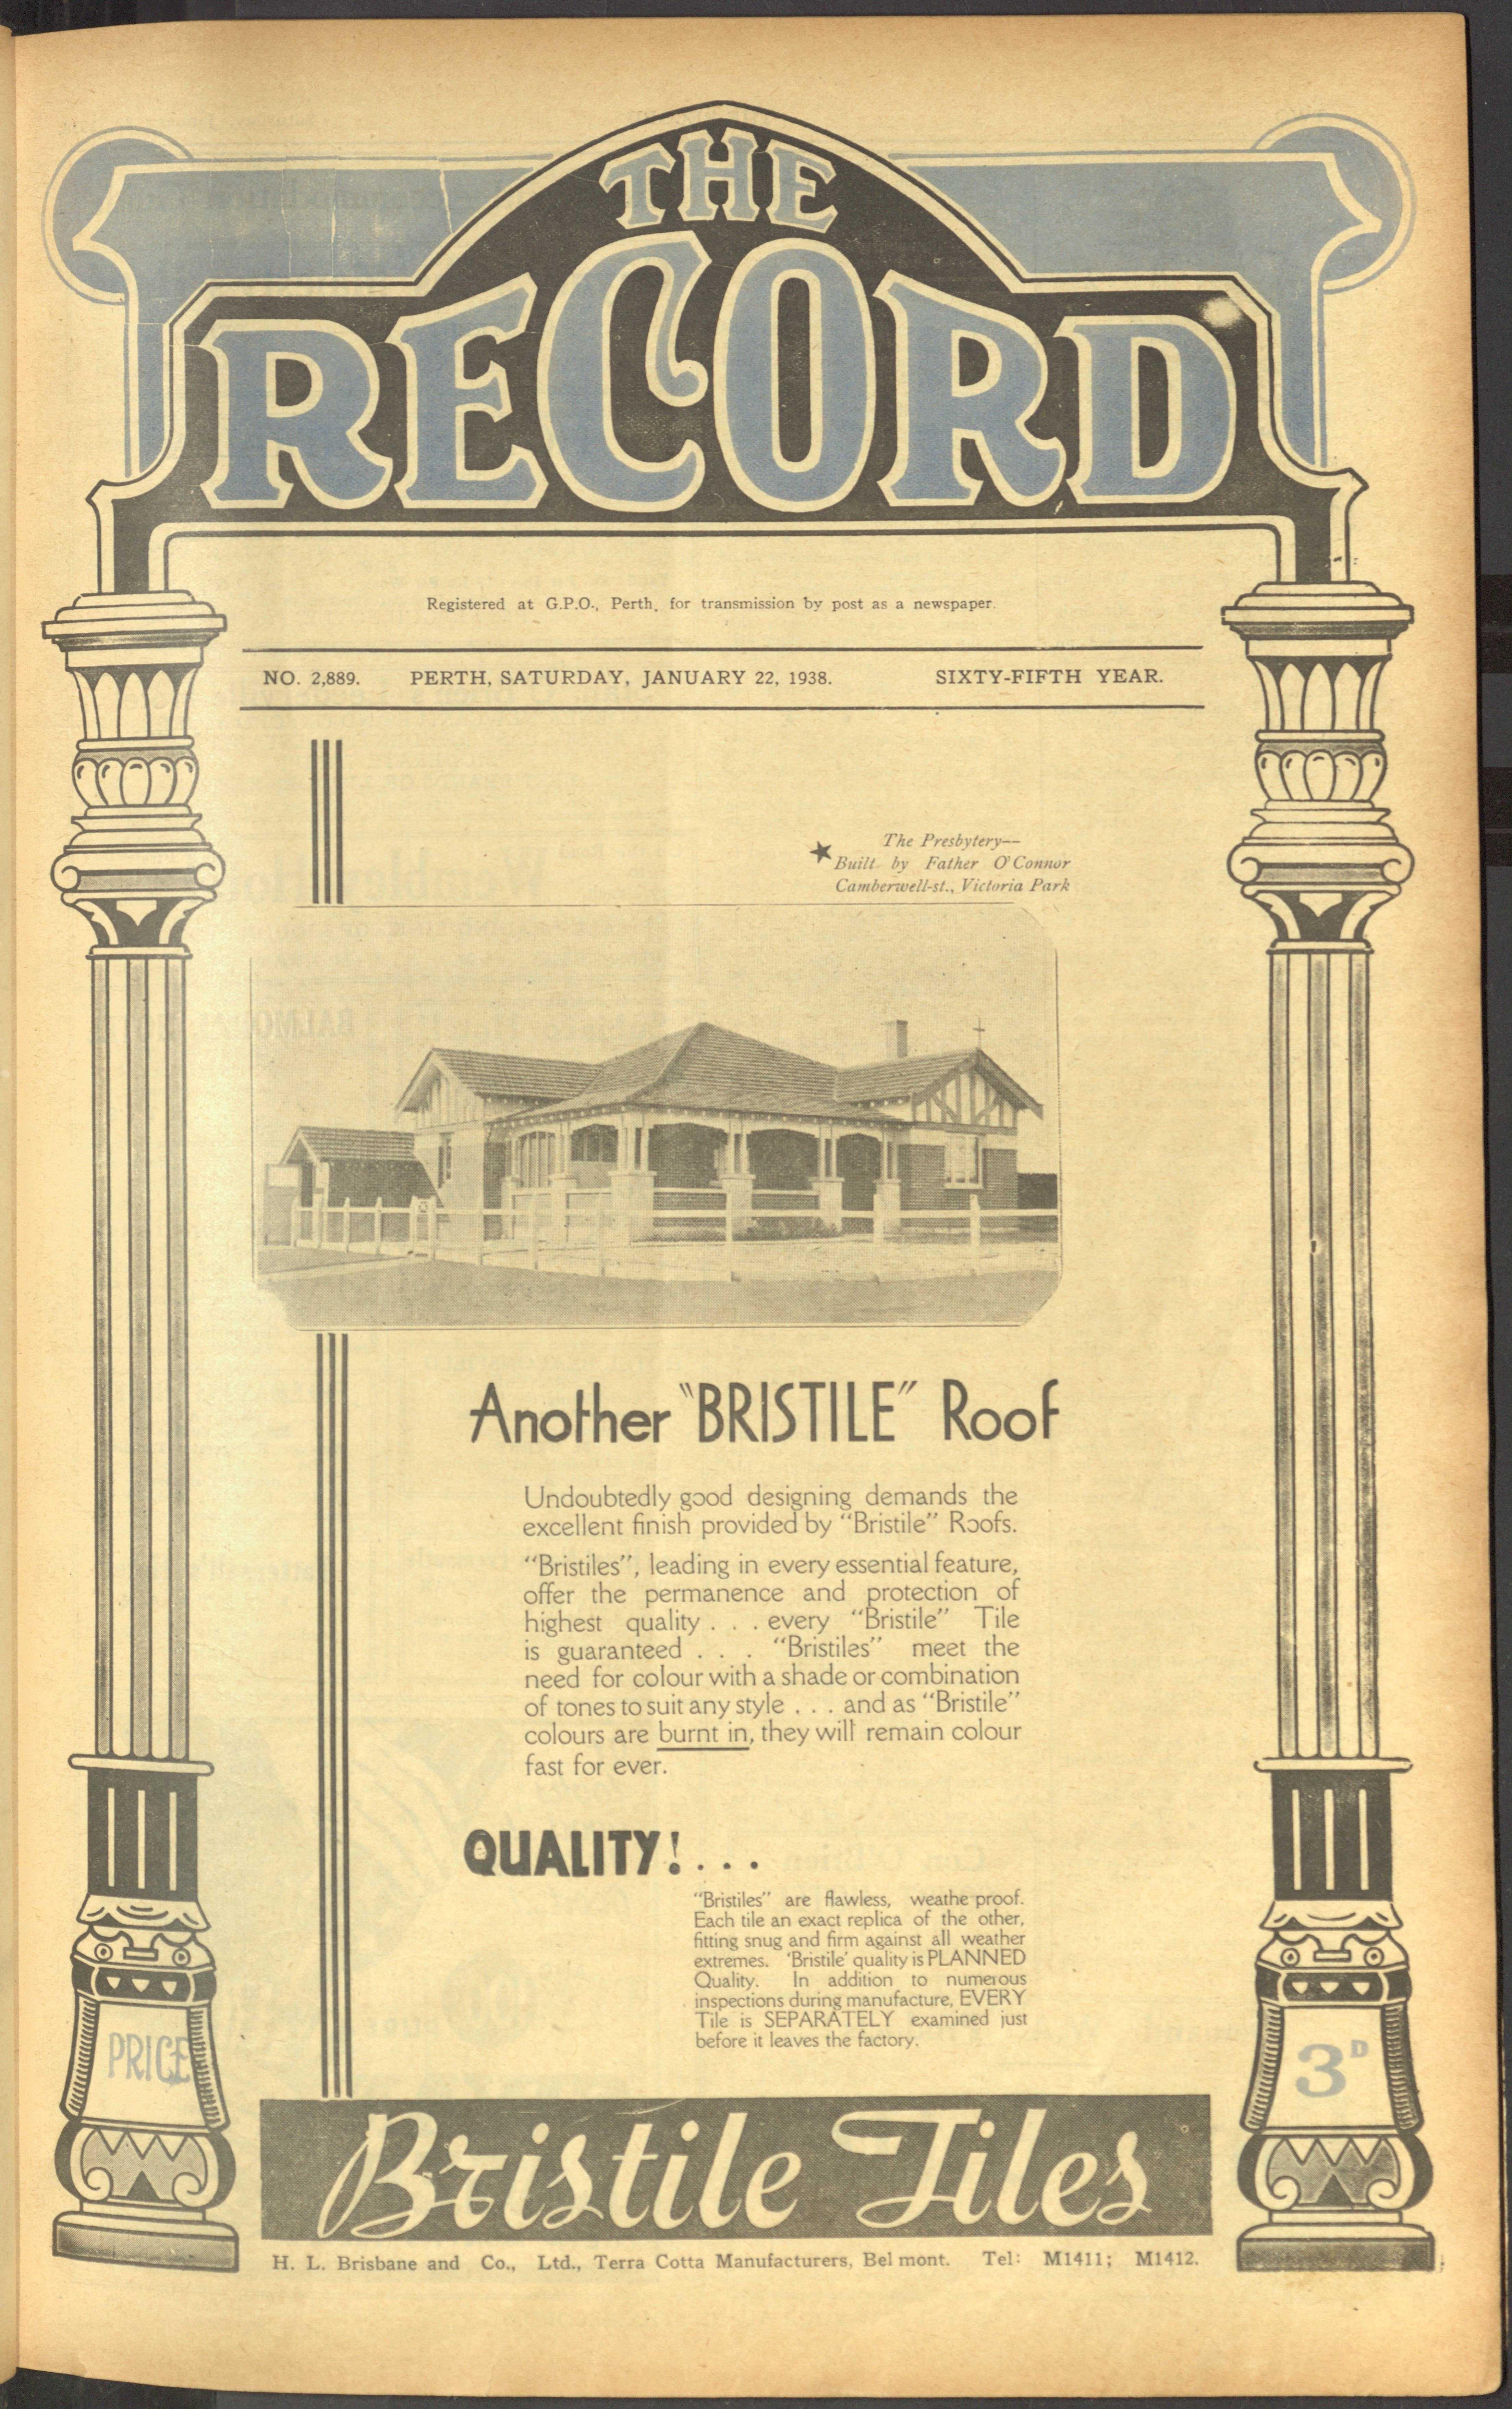 THE
RECORD
Registered at G.P.O., Perth, for transmission by post as a newspaper.
NO. 2,889. PERTH, SATURDAY, JANUARY 22, 1938. SIXTY-FIFTH YEAR.
The Presbytery—
Built by Father O'Connor
Camberwell-st., Victoria Park
Another "BRISTILE" Roof
Undoubtedly good designing demands the
excellent finish provided by "Bristile" Roofs.
"Bristiles", leading in every essential feature,
offer the permanence and protection of
highest quality . . . every "Bristile" Tile
is guaranteed . . . "Bristiles" meet the
need for colour with a shade or combination
of tones to suit any style . . . and as "Bristile"
colours are burnt in, they will remain colour
fast for ever.
QUALITY! . . .
"Bristiles" are flawless, weathe proof.
Each tile an exact replica of the other,
fitting snug and firm against all weather
extremes. 'Bristile' quality is PLANNED
Quality. In addition to numerous
inspections during manufacture, EVERY
Tile is SEPARATELY examined just
before it leaves the factory.
PRICE
3D
Bristile Tiles
H. L. Brisbane and Co., Ltd., Terra Cotta Manufacturers, Bel mont. Tel: M1411; M1412.